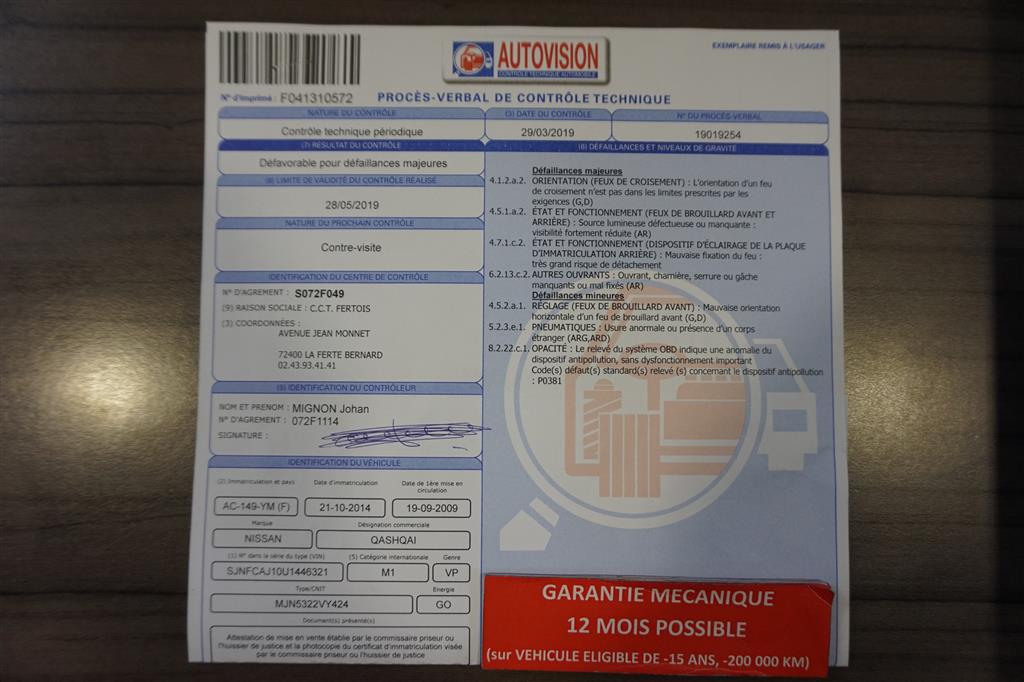 AUTOVISION
CONTROLE TECHNIQUE AUTOMOBILE
EXEMPLAIRE REMIS À L'USAGER
N° d'imprimé : F041310572
PROCÈS-VERBAL DE CONTRÔLE TECHNIQUE
NATURE DU CONTRÔLE
Contrôle technique périodique
(3) DATE DU CONTRÔLE
29/03/2019
N° DU PROCÈS-VERBAL
19019254
(7) RÉSULTAT DU CONTRÔLE
Défavorable pour défaillances majeures
(8) LIMITE DE VALIDITÉ DU CONTRÔLE RÉALISÉ
28/05/2019
NATURE DU PROCHAIN CONTRÔLE
Contre-visite
IDENTIFICATION DU CENTRE DE CONTRÔLE
N° D'AGREMENT : S072F049
(9) RAISON SOCIALE : C.C.T. FERTOIS
(3) COORDONNÉES :
AVENUE JEAN MONNET
72400 LA FERTE BERNARD
02.43.93.41.41
(9) IDENTIFICATION DU CONTRÔLEUR
NOM ET PRENOM : MIGNON Johan
N° D'AGREMENT : 072F1114
SIGNATURE :
IDENTIFICATION DU VÉHICULE
(2) Immatriculation et pays
Date d'immatriculation
Date de 1ère mise en
circulation
AC-149-YM (F)
21-10-2014
19-09-2009
Marque
Désignation commerciale
NISSAN
QASHQAI
(1) N° dans la série du type (VIN)
(5) Catégorie internationale
Genre
SJNFCAJ10U1446321
M1
VP
Type/CNIT
Energie
MJN5322VY424
GO
Document(s) présenté(s)
Attestation de mise en vente établie par le commissaire priseur ou
l'huissier de justice et la photocopie du certificat d'immatriculation visée
par le commissaire priseur ou l'huissier de justice
(6) DÉFAILLANCES ET NIVEAUX DE GRAVITÉ
Défaillances majeures
4.1.2.a.2. ORIENTATION (FEUX DE CROISEMENT) : L'orientation d'un feu
de croisement n'est pas dans les limites prescrites par les
exigences (G,D)
4.5.1.a.2. ÉTAT ET FONCTIONNEMENT (FEUX DE BROUILLARD AVANT ET
ARRIÈRE) : Source lumineuse défectueuse ou manquante :
visibilité fortement réduite (AR)
4.7.1.c.2. ÉTAT ET FONCTIONNEMENT (DISPOSITIF D'ÉCLAIRAGE DE LA PLAQUE
D'IMMATRICULATION ARRIÈRE) : Mauvaise fixation du feu :
très grand risque de détachement
6.2.13.c.2. AUTRES OUVRANTS : Ouvrant, charnière, serrure ou gâche
manquants ou mal fixés (AR)
Défaillances mineures
4.5.2.a.1. RÉGLAGE (FEUX DE BROUILLARD AVANT) : Mauvaise orientation
horizontale d'un feu de brouillard avant (G,D)
5.2.3.e.1. PNEUMATIQUES : Usure anormale ou présence d'un corps
étranger (ARG,ARD)
8.2.22.c.1. OPACITÉ : Le relevé du système OBD indique une anomalie du
dispositif antipollution, sans dysfonctionnement important
Code(s) défaut(s) standard(s) relevé (s) concernant le dispositif antipollution
: P0381
GARANTIE MECANIQUE
12 MOIS POSSIBLE
(sur VEHICULE ELIGIBLE DE -15 ANS, -200 000 KM)